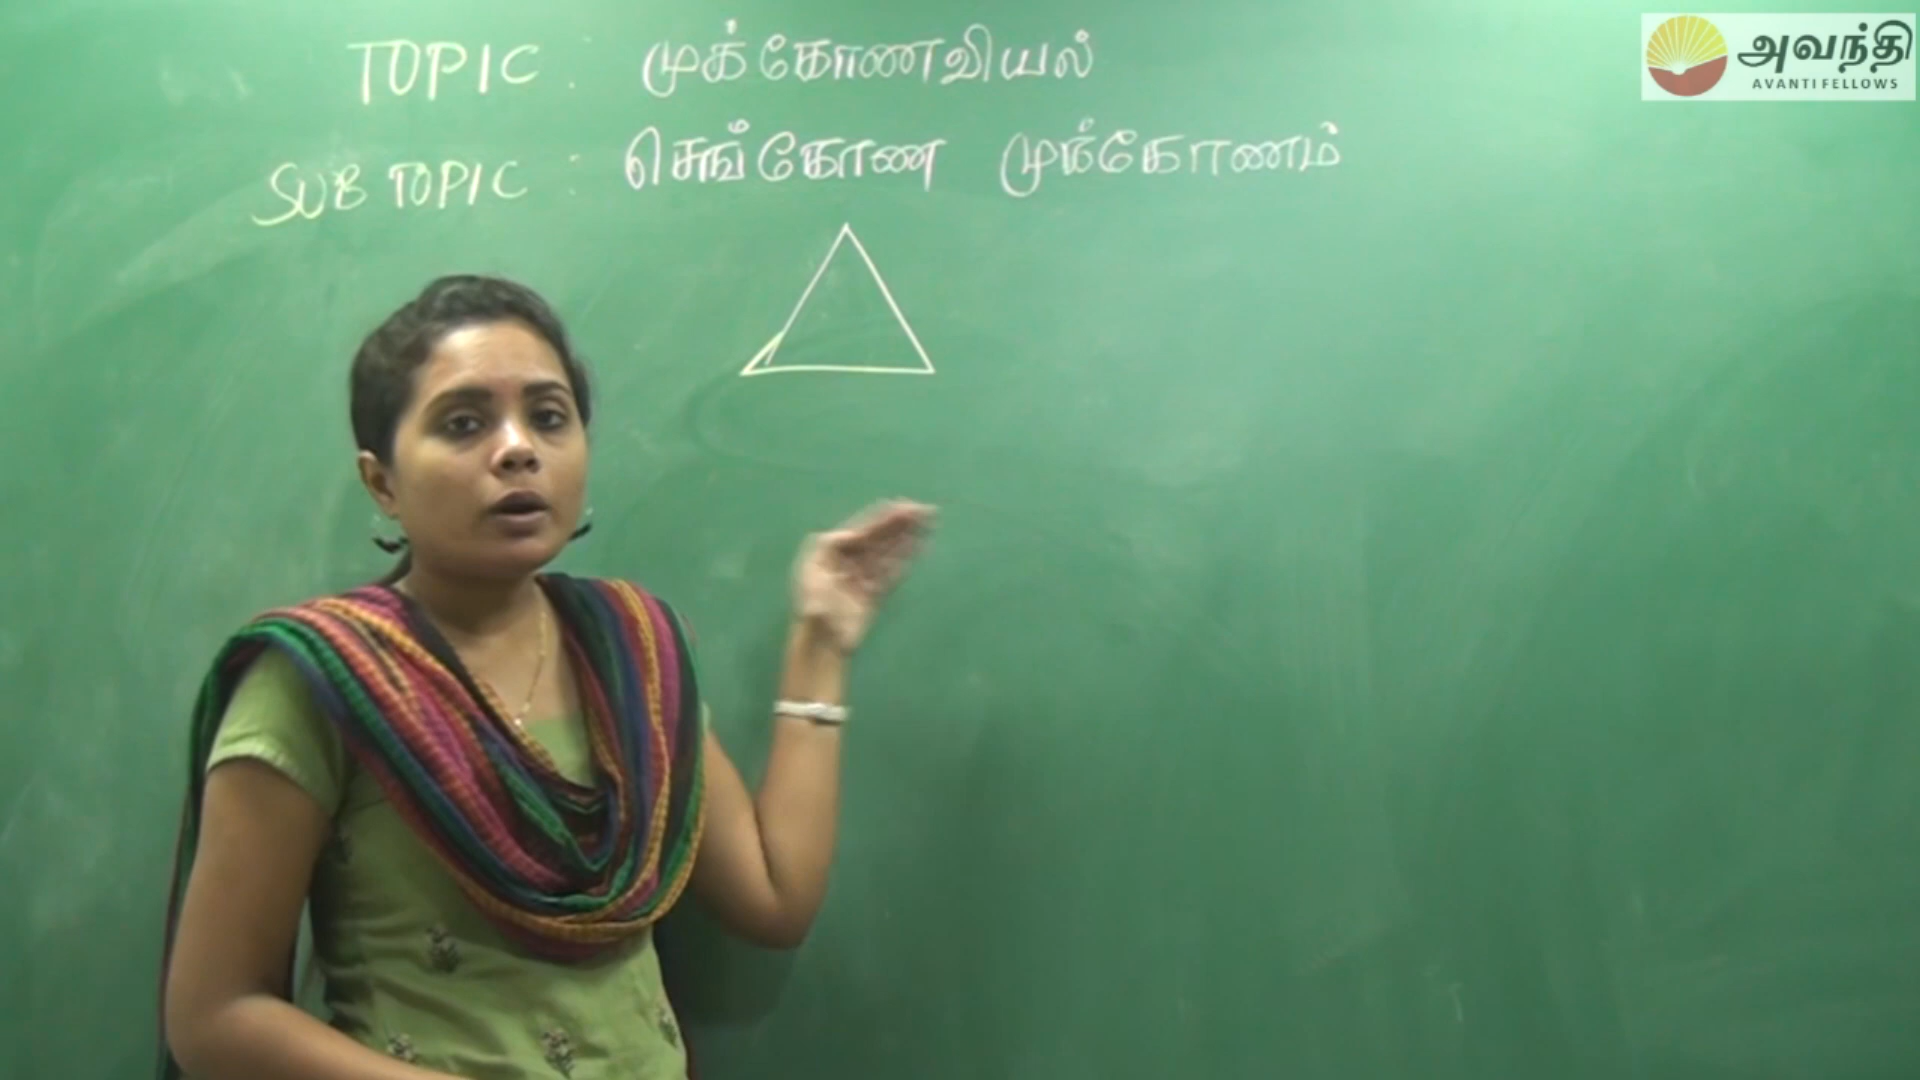 TOPIC : முக்கோணவியல்
SUB TOPIC : செங்கோண முக்கோணம்
அவந்தி
AVANTI FELLOWS